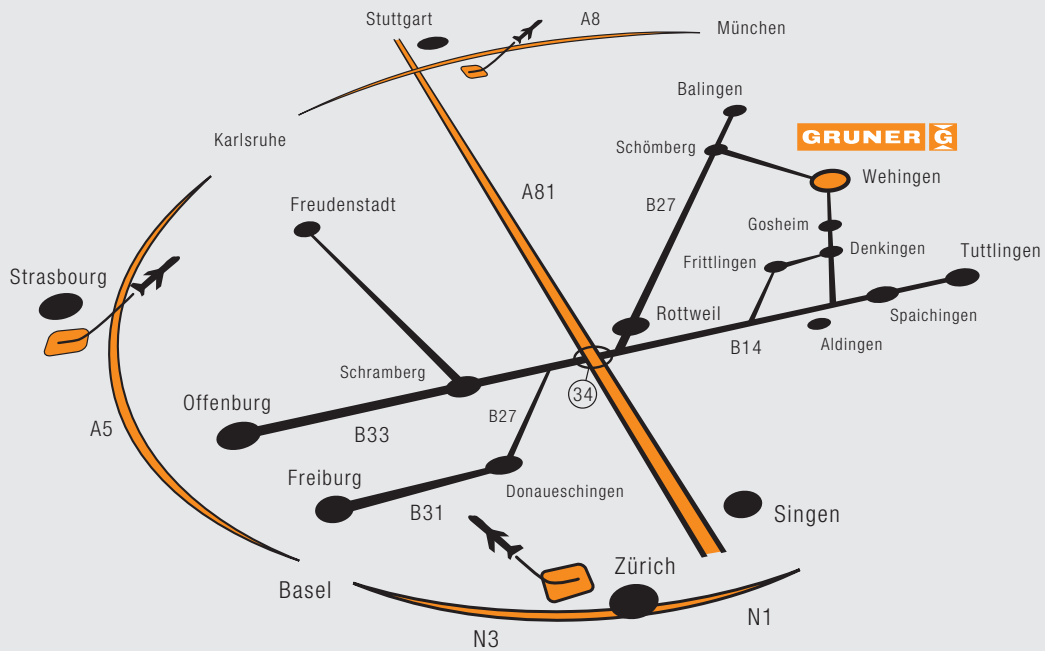 Stuttgart
A8
München
Karlsruhe
Balingen
Schömberg
GRUNER G
Wehingen
A81
B27
Freudenstadt
Gosheim
Denkingen
Frittlingen
Tuttlingen
Strasbourg
Rottweil
Spaichingen
Aldingen
B14
Schramberg
34
Offenburg
B33
B27
A5
Freiburg
B31
Donaueschingen
Singen
Zürich
Basel
N3
N1